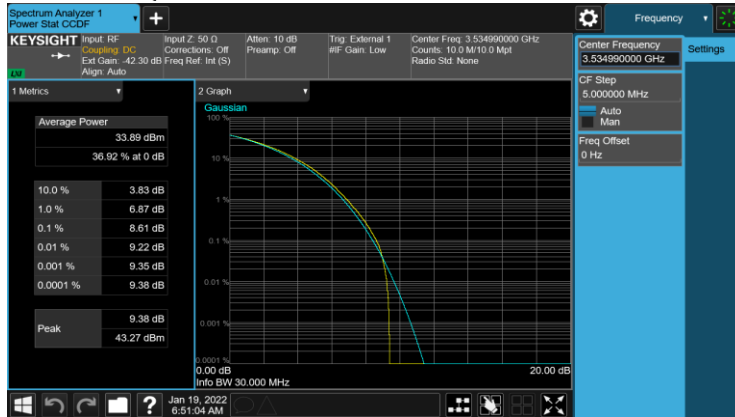 Spectrum Analyzer 1
Power Stat CCDF
Frequency
KEYSIGHT
Input: RF
Coupling: DC
Ext Gain: -42.30 dB
Align: Auto
Input Z: 50 Ω
Corrections: Off
Freq Ref: Int (S)
Atten: 10 dB
Preamp: Off
Trig: External 1
#IF Gain: Low
Center Freq: 3.534990000 GHz
Counts: 10.0 M/10.0 Mpt
Radio Std: None
LXI
Center Frequency
3.534990000 GHz
Settings
CF Step
5.000000 MHz
Auto
Man
Freq Offset
0 Hz
1 Metrics
Average Power
33.89 dBm
36.92 % at 0 dB
10.0 % 3.83 dB
1.0 % 6.87 dB
0.1 % 8.61 dB
0.01 % 9.22 dB
0.001 % 9.35 dB
0.0001 % 9.38 dB
Peak
9.38 dB
43.27 dBm
2 Graph
Gaussian
100 %
10 %
1 %
0.1 %
0.01 %
0.001 %
0.0001 %
0.00 dB
20.00 dB
Info BW 30.000 MHz
?
Jan 19, 2022
6:51:04 AM